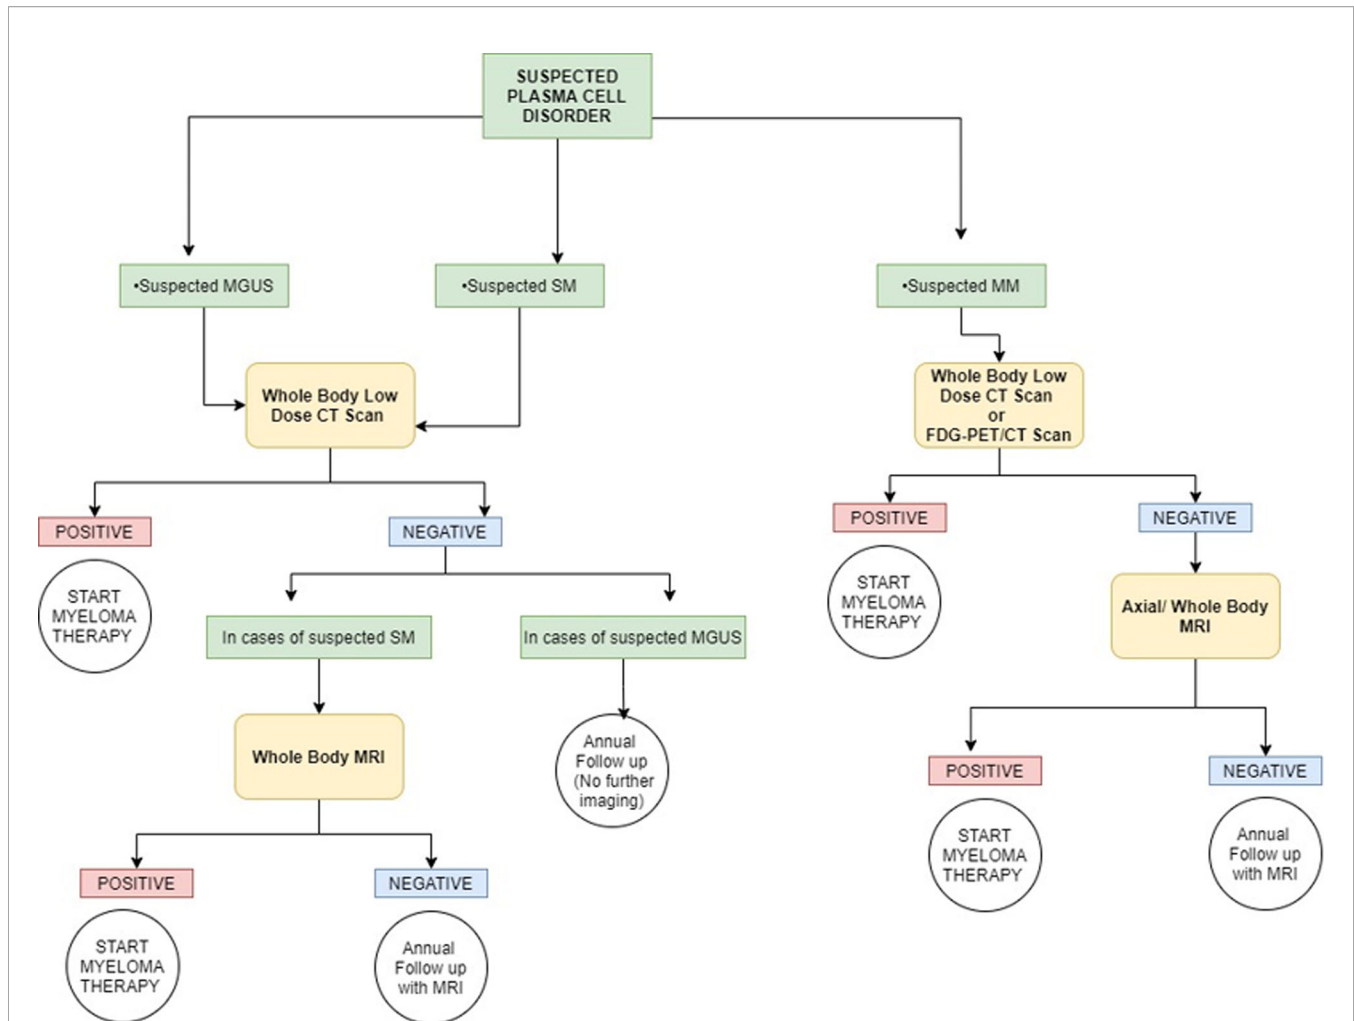 SUSPECTED
PLASMA CELL
DISORDER
•Suspected MGUS
•Suspected SM
•Suspected MM
Whole Body Low
Dose CT Scan
Whole Body Low
Dose CT Scan
or
FDG-PET/CT Scan
POSITIVE
NEGATIVE
POSITIVE
NEGATIVE
START
MYELOMA
THERAPY
START
MYELOMA
THERAPY
Axial/ Whole Body
MRI
In cases of suspected SM
In cases of suspected MGUS
Whole Body MRI
Annual
Follow up
(No further
imaging)
POSITIVE
NEGATIVE
START
MYELOMA
THERAPY
Annual
Follow up
with MRI
POSITIVE
NEGATIVE
START
MYELOMA
THERAPY
Annual
Follow up
with MRI